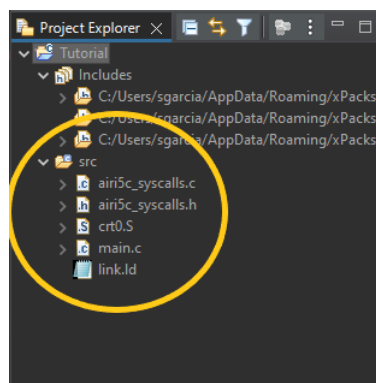 Project Explorer
Tutorial
Includes
C:/Users/sgarcia/AppData/Roaming/xPacks
C:/Users/sgarcia/AppData/Roaming/xPacks
C:/Users/sgarcia/AppData/Roaming/xPacks
src
airi5c_syscalls.c
airi5c_syscalls.h
crt0.S
main.c
link.ld